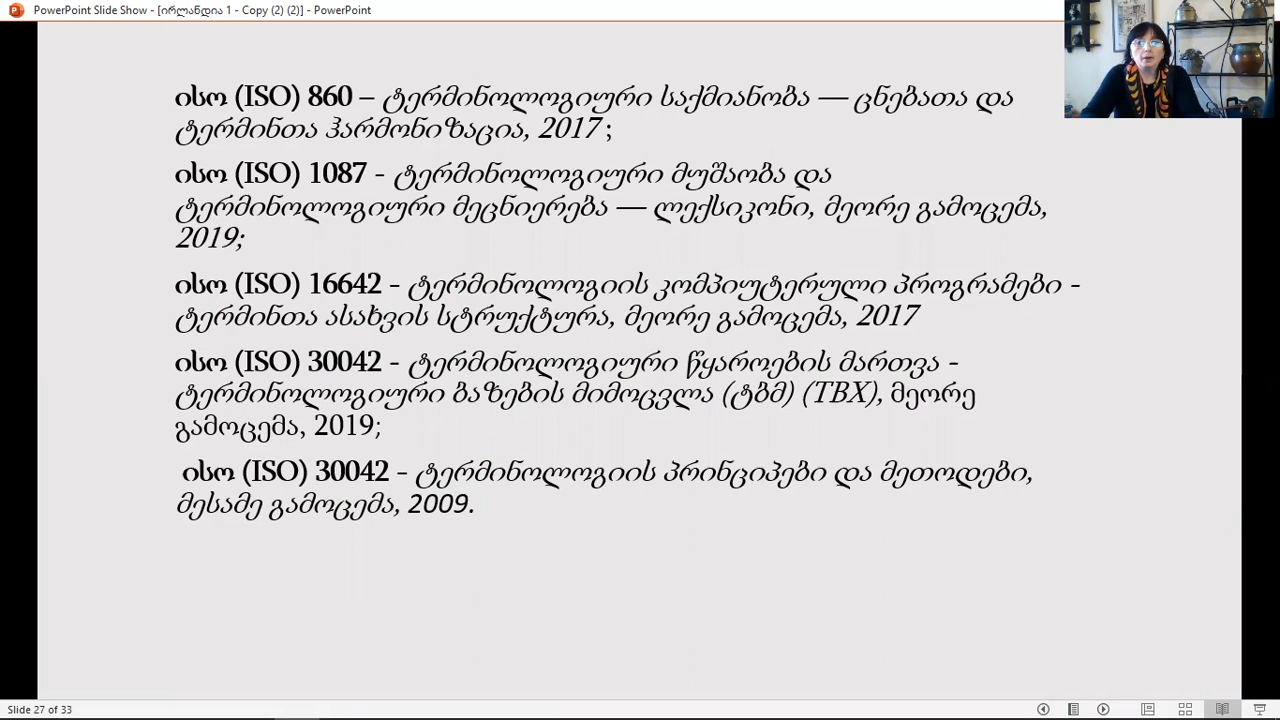 PowerPoint Slide Show - [ირლანდია 1 - Copy (2) (2)] - PowerPoint
ისო (ISO) 860 – ტერმინოლოგიური საქმიანობა — ცნებათა და
ტერმინთა ჰარმონიზაცია, 2017 ;
ისო (ISO) 1087 - ტერმინოლოგიური მუშაობა და
ტერმინოლოგიური მეცნიერება — ლექსიკონი, მეორე გამოცემა,
2019;
ისო (ISO) 16642 - ტერმინოლოგიის კომპიუტერული პროგრამები -
ტერმინთა ასახვის სტრუქტურა, მეორე გამოცემა, 2017
ისო (ISO) 30042 - ტერმინოლოგიური წყაროების მართვა -
ტერმინოლოგიური ბაზების მიმოცვლა (ტბმ) (TBX), მეორე
გამოცემა, 2019;
ისო (ISO) 30042 – ტერმინოლოგიის პრინციპები და მეთოდები,
მესამე გამოცემა, 2009.
Slide 27 of 33